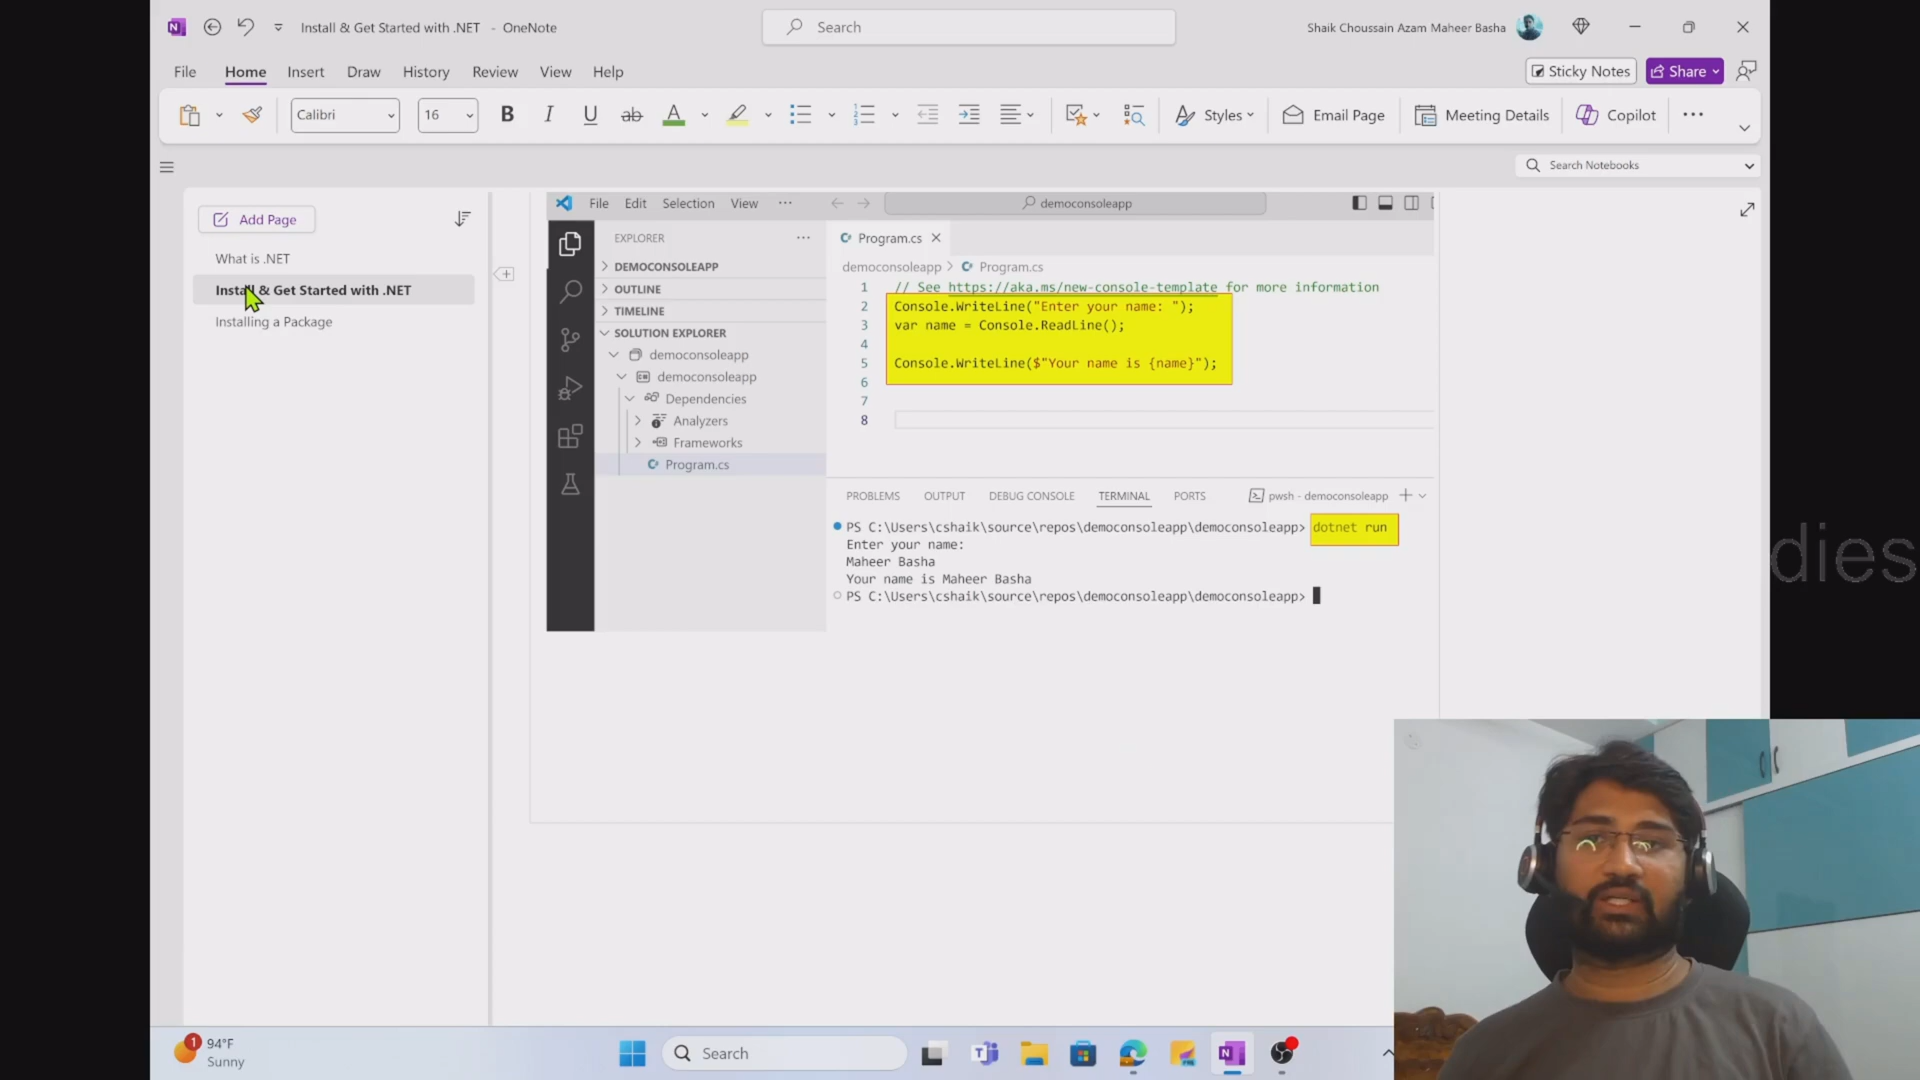 Install & Get Started with .NET - OneNote
Search
Shaik Choussain Azam Maheer Basha
File Home Insert Draw History Review View Help
Sticky Notes
Share
Calibri
16
B I U ab A
Styles
Email Page
Meeting Details
Copilot
Search Notebooks
Add Page
What is .NET
Install & Get Started with .NET
Installing a Package
File Edit Selection View ...
democonsoleapp
EXPLORER
DEMOCONSOLEAPP
OUTLINE
TIMELINE
SOLUTION EXPLORER
democonsoleapp
democonsoleapp
Dependencies
Analyzers
Frameworks
Program.cs
Program.cs
democonsoleapp > Program.cs
1 // See https://aka.ms/new-console-template for more information
2 Console.WriteLine("Enter your name: ");
3 var name = Console.ReadLine();
4
5 Console.WriteLine($"Your name is {name}");
6
7
8
PROBLEMS OUTPUT DEBUG CONSOLE TERMINAL PORTS
pwsh - democonsoleapp
PS C:\Users\cshaik\source\repos\democonsoleapp\democonsoleapp> dotnet run
Enter your name:
Maheer Basha
Your name is Maheer Basha
PS C:\Users\cshaik\source\repos\democonsoleapp\democonsoleapp>
dies
1
94°F
Sunny
Search